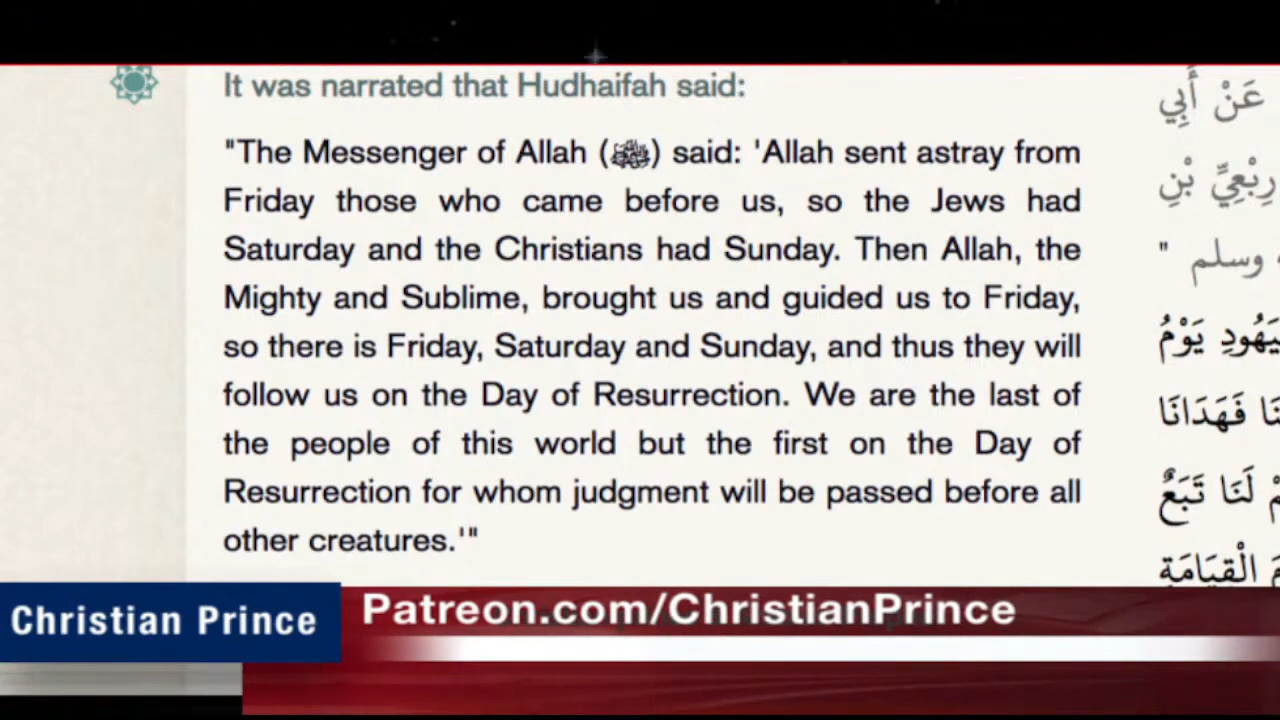 It was narrated that Hudhaifah said:
"The Messenger of Allah (ﷺ) said: 'Allah sent astray from
Friday those who came before us, so the Jews had
Saturday and the Christians had Sunday. Then Allah, the
Mighty and Sublime, brought us and guided us to Friday,
so there is Friday, Saturday and Sunday, and thus they will
follow us on the Day of Resurrection. We are the last of
the people of this world but the first on the Day of
Resurrection for whom judgment will be passed before all
other creatures.'"
عَنْ أَبِي
رِبْعِيِّ بْنِ
وسلم "
يَوْمُ
فَهَدَانَا
لَنَا تَبَعٌ
الْقِيَامَةِ
Christian Prince
Patreon.com/ChristianPrince